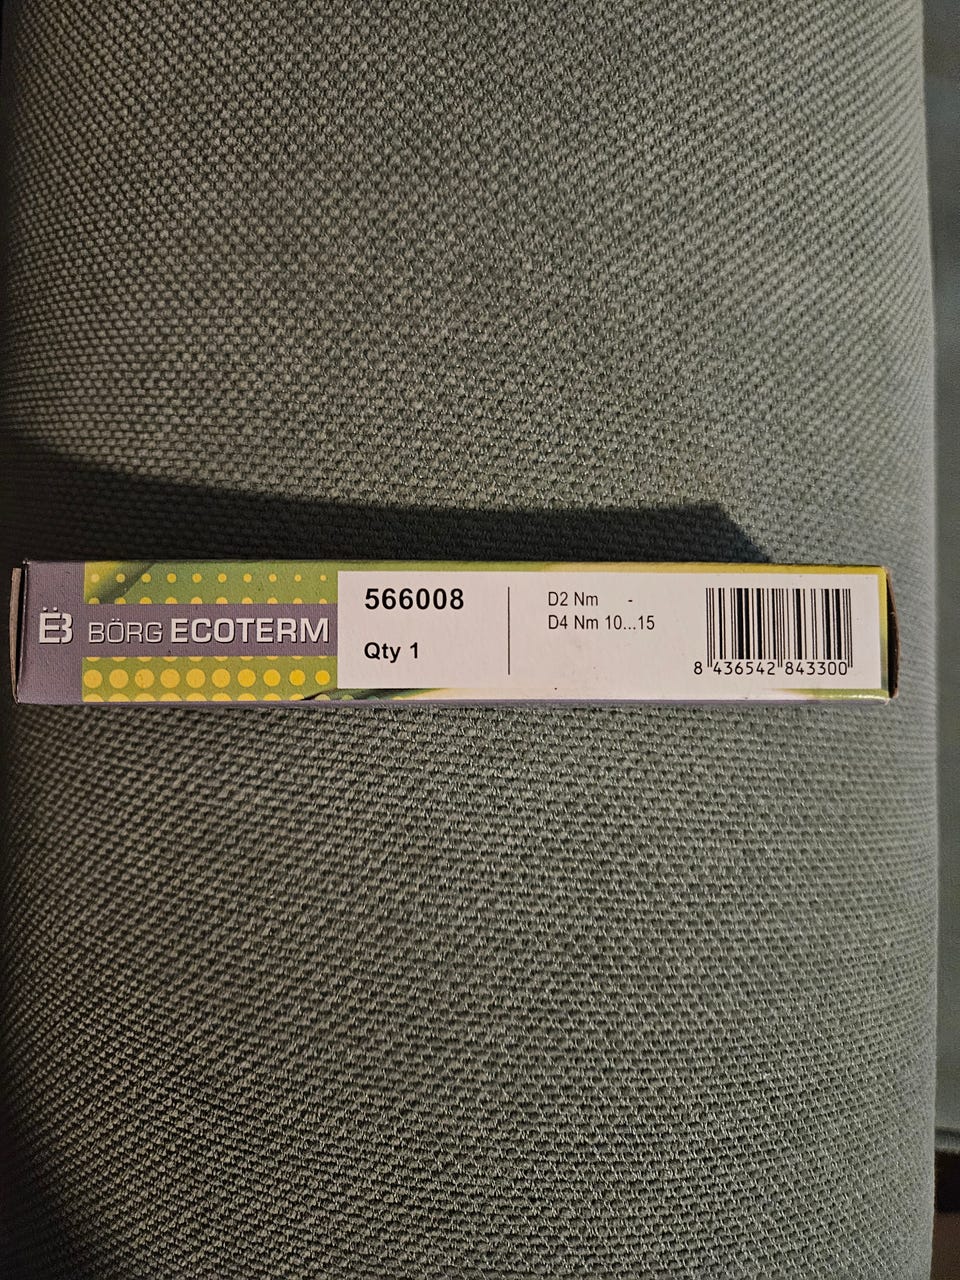 B BÖRG ECOTERM
566008
Qty 1
D2 Nm -
D4 Nm 10...15
8 436542 843300